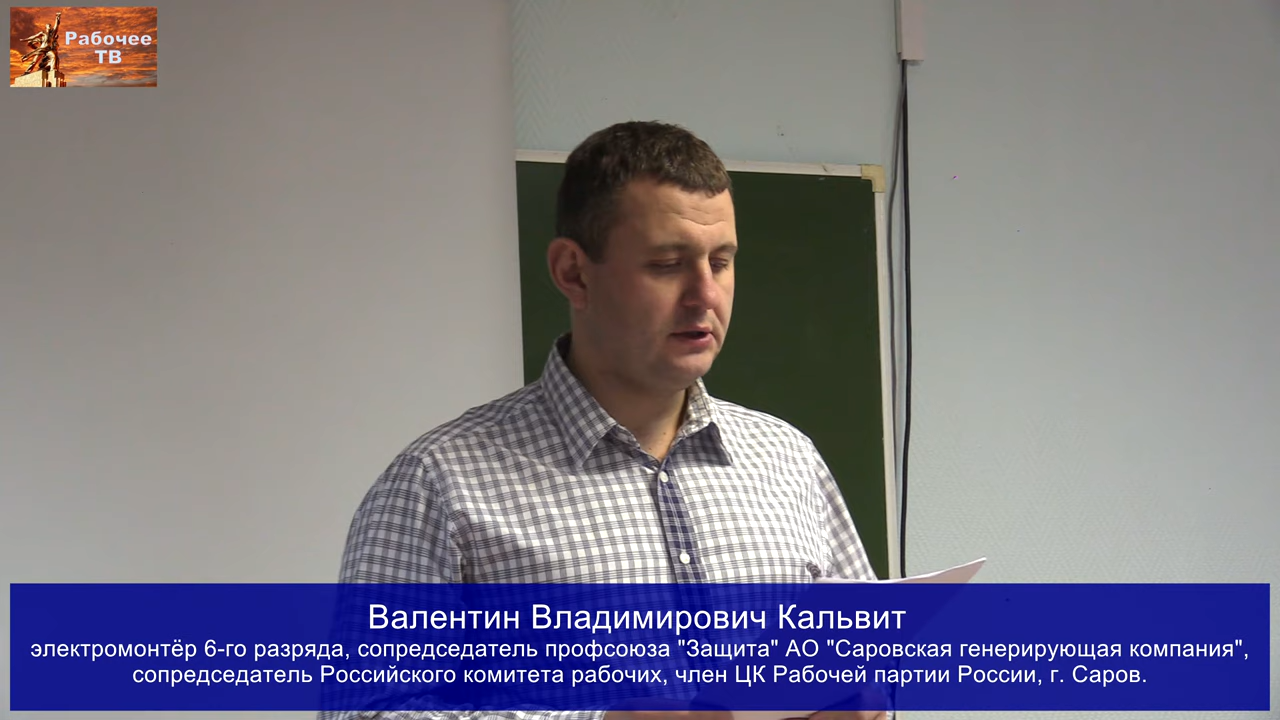 Рабочее
ТВ
Валентин Владимирович Кальвит
электромонтёр 6-го разряда, сопредседатель профсоюза "Защита" АО "Саровская генерирующая компания",
сопредседатель Российского комитета рабочих, член ЦК Рабочей партии России, г. Саров.